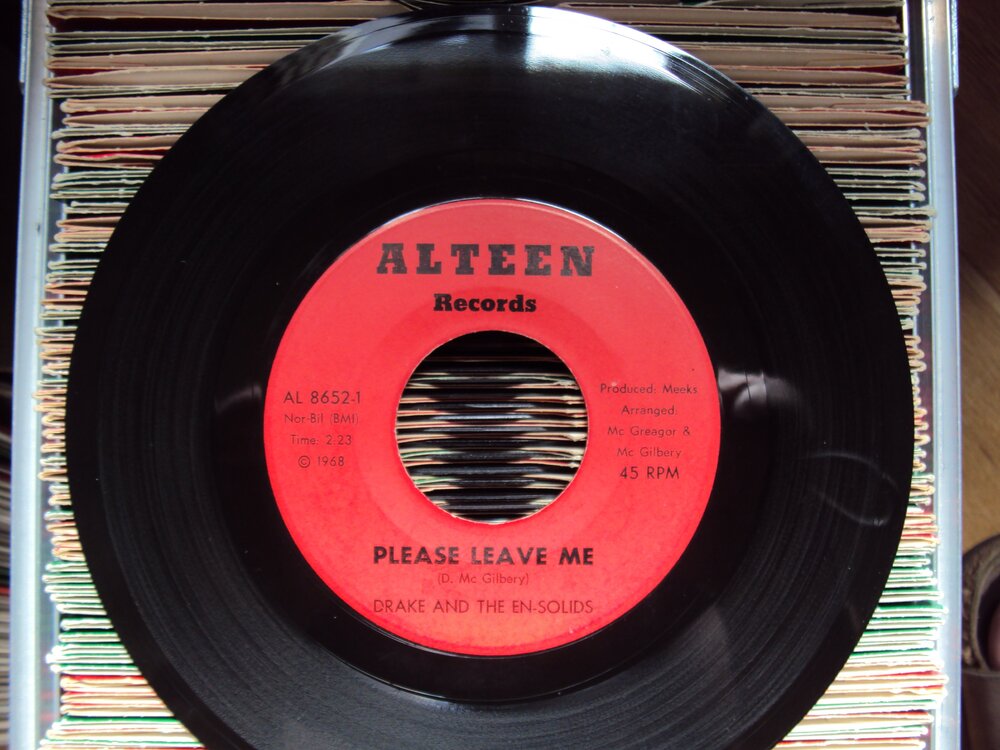 ALTEEN
Records
AL 8652-1
Nor-Bil (BMI)
Time: 2:23
© 1968
Produced: Meeks
Arranged:
Mc Greagor &
Mc Gilbery
45 RPM
PLEASE LEAVE ME
(D. Mc Gilbery)
DRAKE AND THE EN-SOLIDS